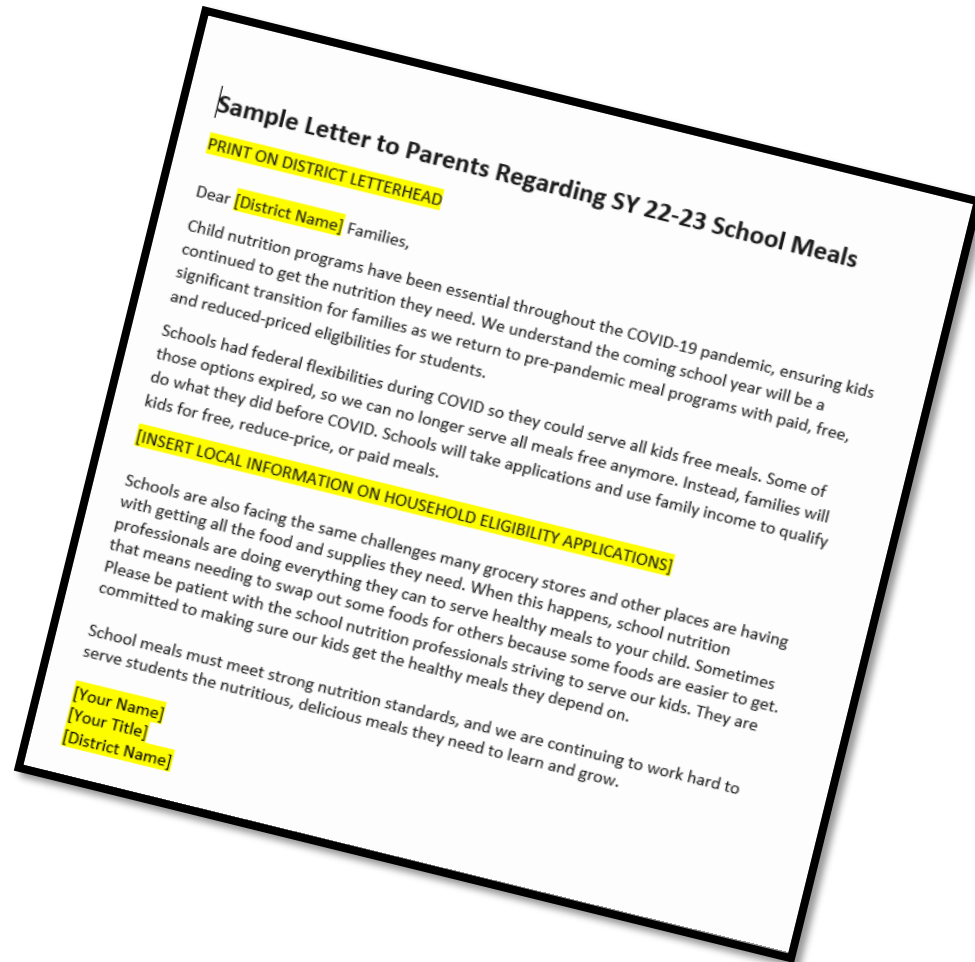 Sample Letter to Parents Regarding SY 22-23 School Meals
PRINT ON DISTRICT LETTERHEAD
Dear [District Name] Families,
Child nutrition programs have been essential throughout the COVID-19 pandemic, ensuring kids
continued to get the nutrition they need. We understand the coming school year will be a
significant transition for families as we return to pre-pandemic meal programs with paid, free,
and reduced-priced eligibilities for students.
Schools had federal flexibilities during COVID so they could serve all kids free meals. Some of
those options expired, so we can no longer serve all meals free anymore. Instead, families will
do what they did before COVID. Schools will take applications and use family income to qualify
kids for free, reduce-price, or paid meals.
[INSERT LOCAL INFORMATION ON HOUSEHOLD ELIGIBILITY APPLICATIONS]
Schools are also facing the same challenges many grocery stores and other places are having
with getting all the food and supplies they need. When this happens, school nutrition
professionals are doing everything they can to serve healthy meals to your child. Sometimes
that means needing to swap out some foods for others because some foods are easier to get.
Please be patient with the school nutrition professionals striving to serve our kids. They are
committed to making sure our kids get the healthy meals they depend on.
School meals must meet strong nutrition standards, and we are continuing to work hard to
serve students the nutritious, delicious meals they need to learn and grow.
[Your Name]
[Your Title]
[District Name]